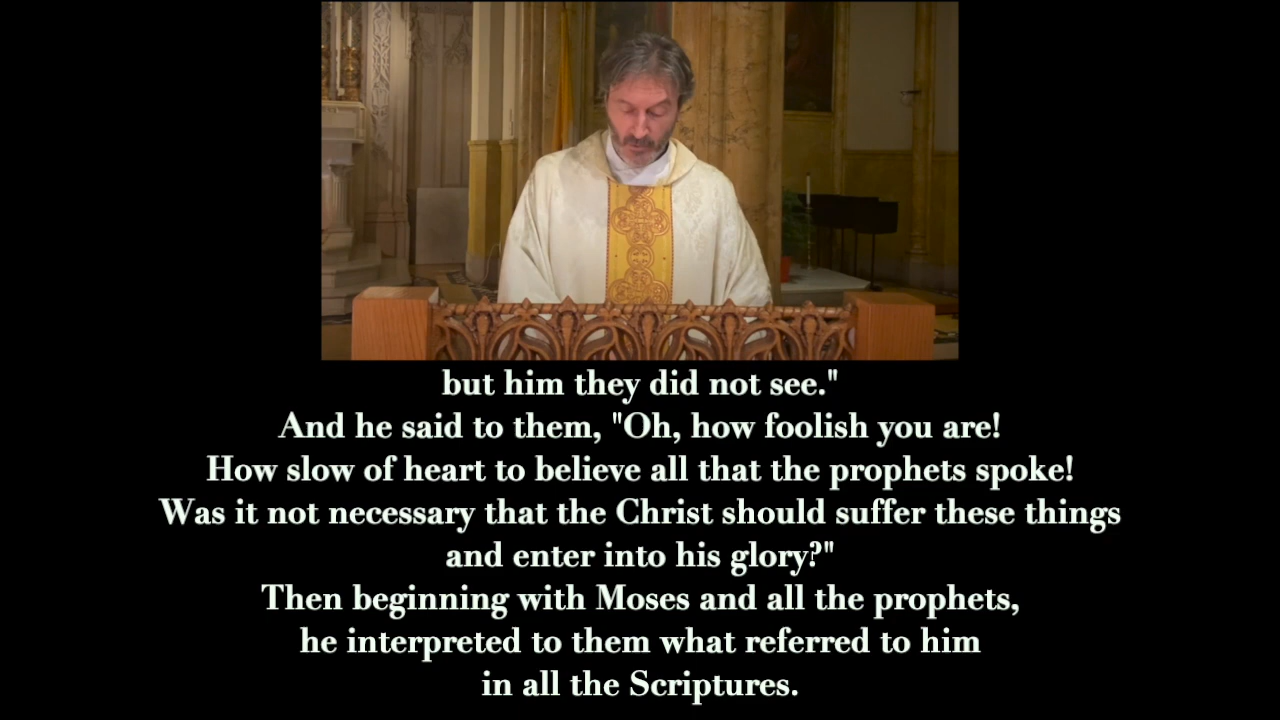 but him they did not see."
And he said to them, "Oh, how foolish you are!
How slow of heart to believe all that the prophets spoke!
Was it not necessary that the Christ should suffer these things
and enter into his glory?"
Then beginning with Moses and all the prophets,
he interpreted to them what referred to him
in all the Scriptures.